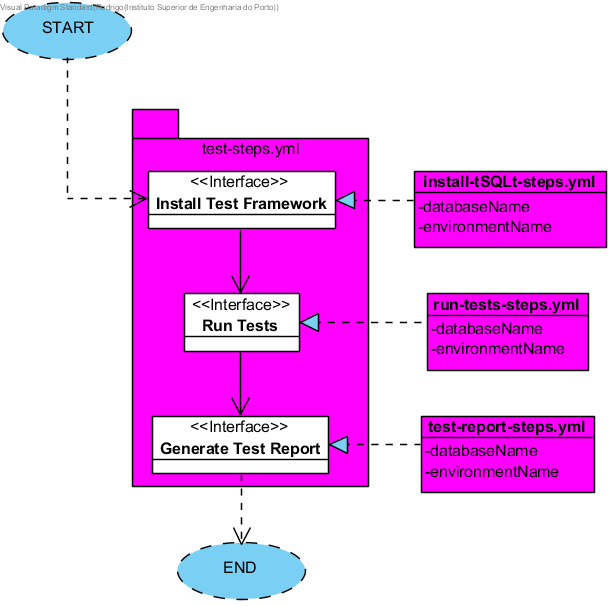 Visual Paradigm Standard(Rodrigo(Instituto Superior de Engenharia do Porto))
START
test-steps.yml
<<Interface>>
Install Test Framework
install-tSQLt-steps.yml
-databaseName
-environmentName
<<Interface>>
Run Tests
run-tests-steps.yml
-databaseName
-environmentName
<<Interface>>
Generate Test Report
test-report-steps.yml
-databaseName
-environmentName
END